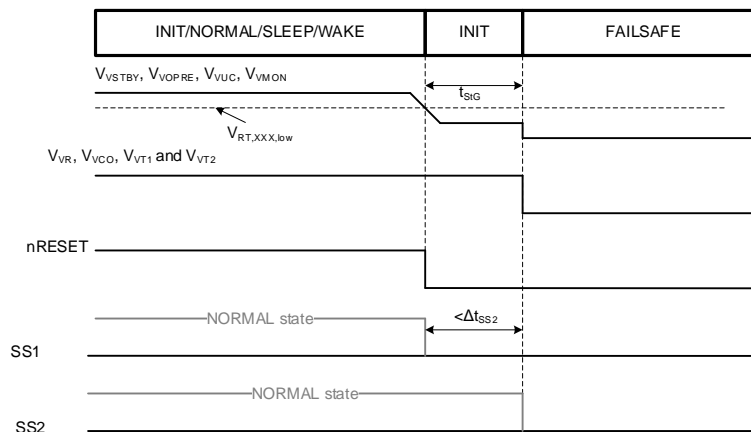 INIT/NORMAL/SLEEP/WAKE INIT FAILSAFE
VVSTBY, VVOPRE, VVUC, VVMON
tStG
VRT,XXX,low
VVR, VVCO, VVT1 and VVT2
nRESET
NORMAL state
<ΔtSS2
SS1
NORMAL state
SS2